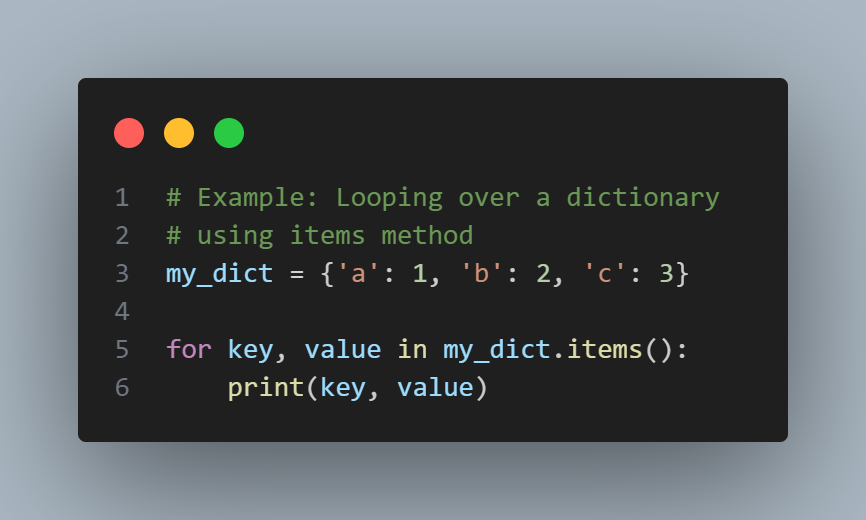 1 # Example: Looping over a dictionary
2 # using items method
3 my_dict = {'a': 1, 'b': 2, 'c': 3}
4
5 for key, value in my_dict.items():
6     print(key, value)